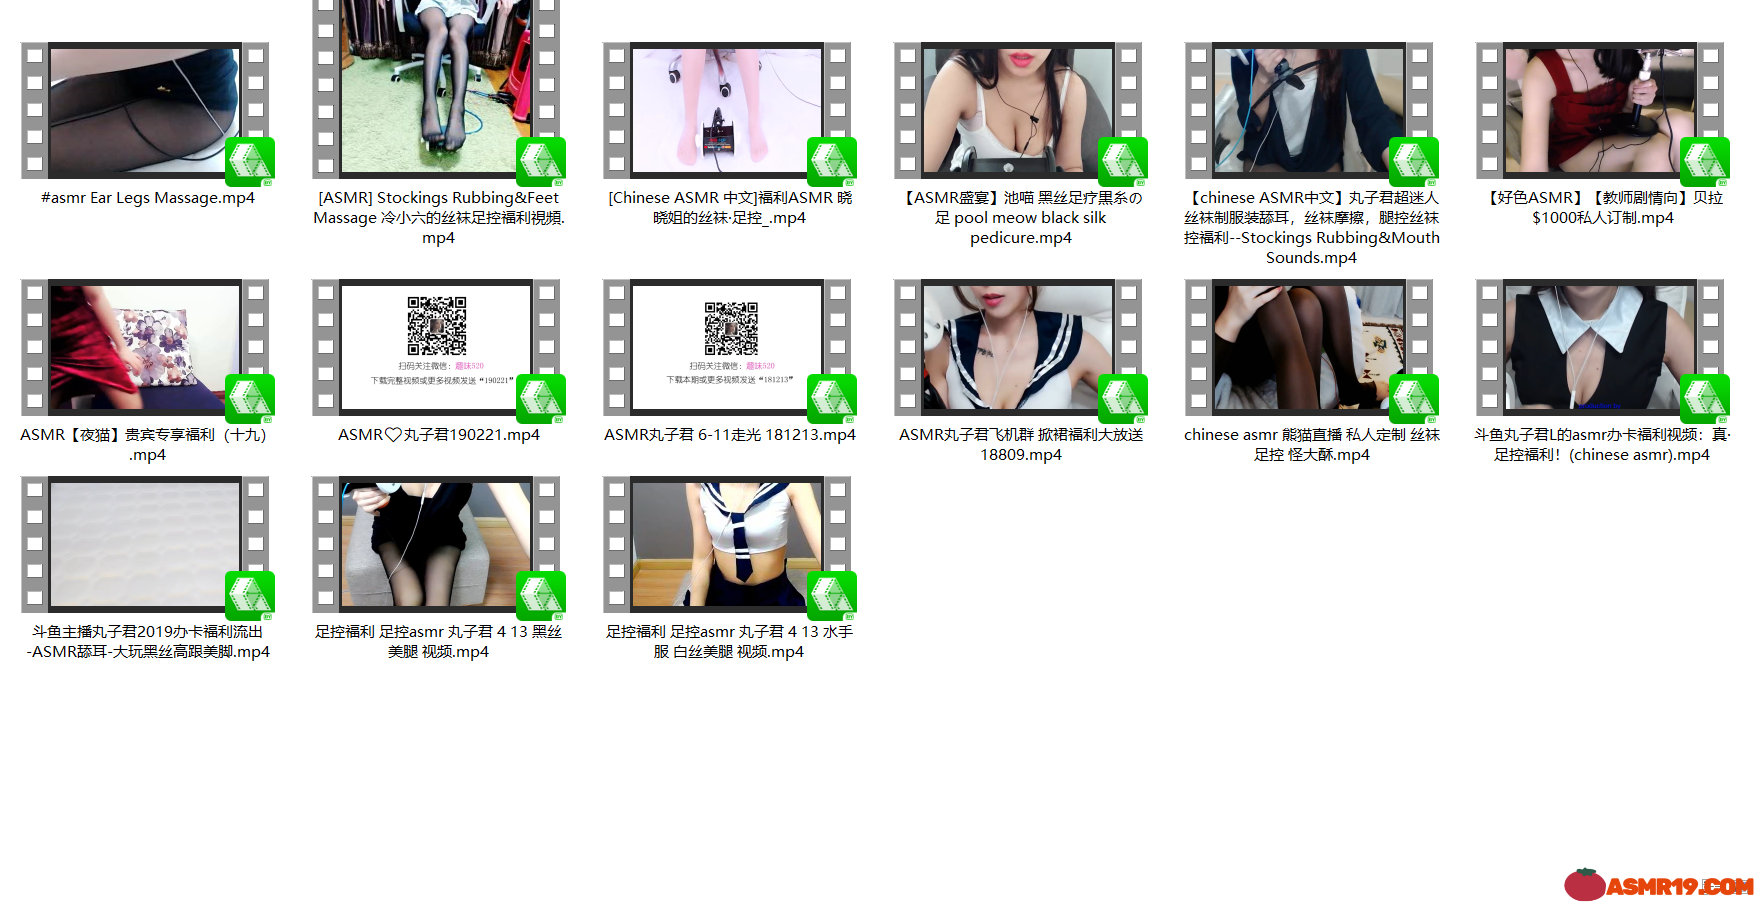 #asmr Ear Legs Massage.mp4
[ASMR] Stockings Rubbing&Feet
Massage 冷小六的丝袜足控福利視頻.
mp4
[Chinese ASMR 中文]福利ASMR 晓
晓姐的丝袜·足控_.mp4
【ASMR盛宴】池喵 黑丝足疗黒糸の
足 pool meow black silk
pedicure.mp4
【chinese ASMR中文】丸子君超迷人
丝袜制服装舔耳，丝袜摩擦，腿控丝袜
控福利--Stockings Rubbing&Mouth
Sounds.mp4
【好色ASMR】【教师剧情向】贝拉
$1000私人订制.mp4
扫码关注微信：趣味520
下载完整视频或更多视频发送“190221”
扫码关注微信：趣味520
下载本期或更多视频发送“181213”
ASMR【夜猫】贵宾专享福利（十九）
.mp4
ASMR♡丸子君190221.mp4
ASMR丸子君 6-11走光 181213.mp4
ASMR丸子君飞机群 掀裙福利大放送
18809.mp4
chinese asmr 熊猫直播 私人定制 丝袜
足控 怪大酥.mp4
斗鱼丸子君L的asmr办卡福利视频：真·
足控福利！(chinese asmr).mp4
斗鱼主播丸子君2019办卡福利流出
-ASMR舔耳-大玩黑丝高跟美脚.mp4
足控福利 足控asmr 丸子君 4 13 黑丝
美腿 视频.mp4
足控福利 足控asmr 丸子君 4 13 水手
服 白丝美腿 视频.mp4
ASMR19.COM